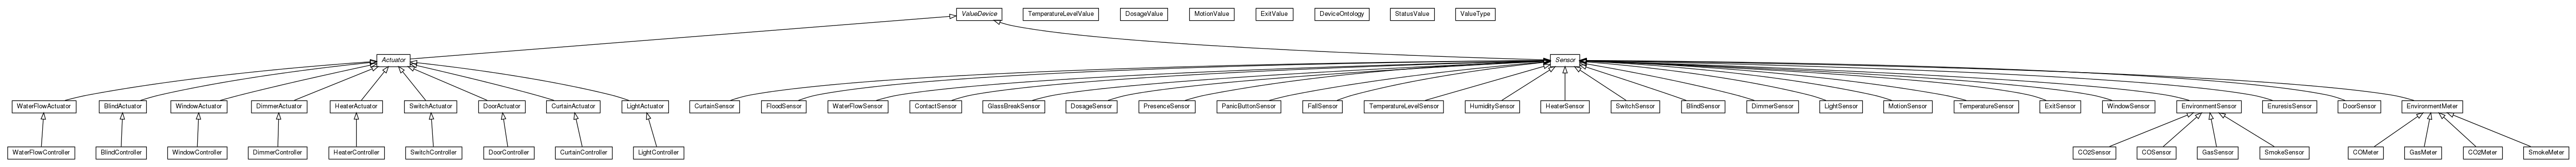 ValueDevice
TemperatureLevelValue
DosageValue
MotionValue
ExitValue
DeviceOntology
StatusValue
ValueType
Actuator
Sensor
WaterFlowActuator
BlindActuator
WindowActuator
DimmerActuator
HeaterActuator
SwitchActuator
DoorActuator
CurtainActuator
LightActuator
CurtainSensor
FloodSensor
WaterFlowSensor
ContactSensor
GlassBreakSensor
DosageSensor
PresenceSensor
PanicButtonSensor
FallSensor
TemperatureLevelSensor
HumiditySensor
HeaterSensor
SwitchSensor
BlindSensor
DimmerSensor
LightSensor
MotionSensor
TemperatureSensor
ExitSensor
WindowSensor
EnvironmentSensor
EnuresisSensor
DoorSensor
EnvironmentMeter
WaterFlowController
BlindController
WindowController
DimmerController
HeaterController
SwitchController
DoorController
CurtainController
LightController
CO2Sensor
COSensor
GasSensor
SmokeSensor
COMeter
GasMeter
CO2Meter
SmokeMeter